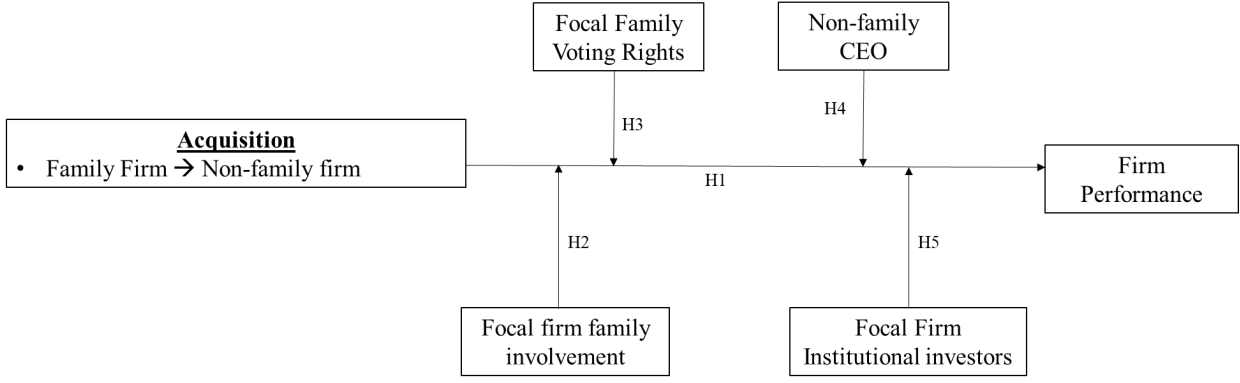 Focal Family
Voting Rights
Non-family
CEO
H3
H4
Acquisition
• Family Firm → Non-family firm
H1
Firm
Performance
H2
H5
Focal firm family
involvement
Focal Firm
Institutional investors